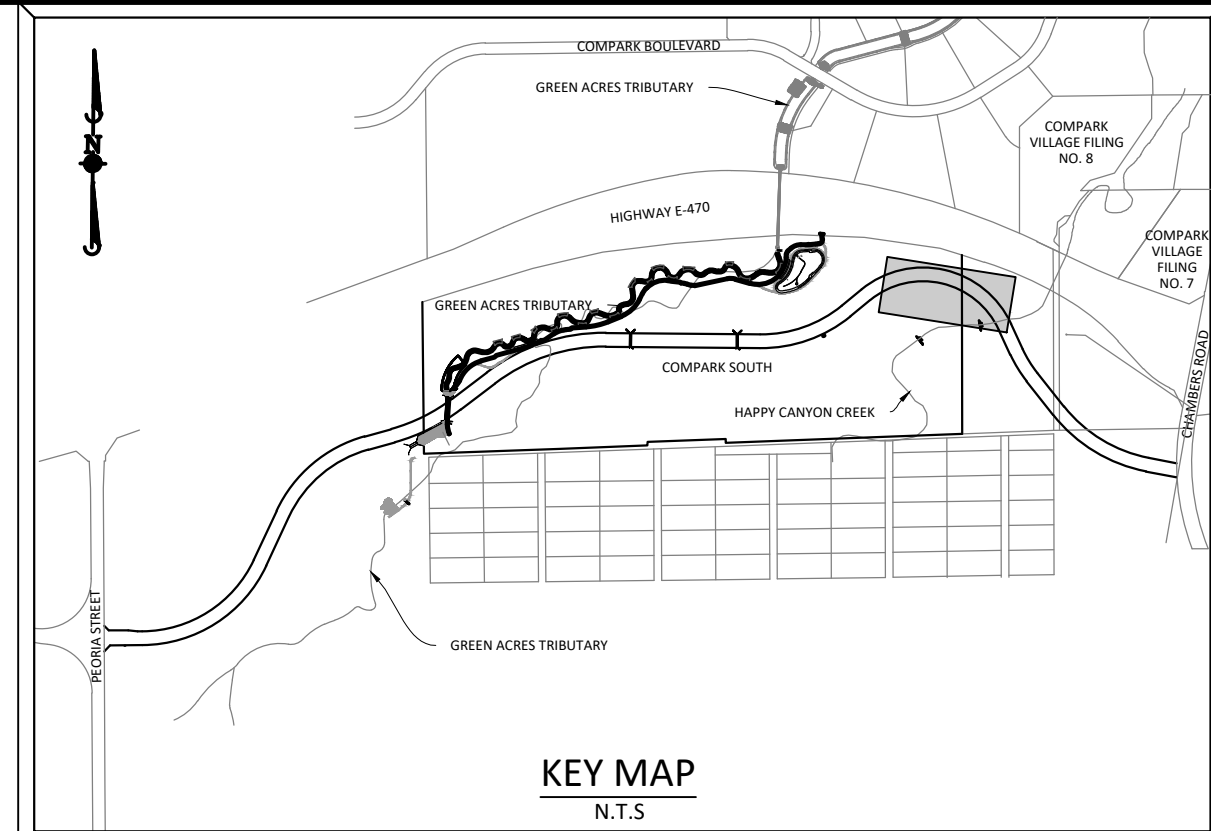 COMPARK BOULEVARD
GREEN ACRES TRIBUTARY
COMPARK
VILLAGE FILING
NO. 8
N
HIGHWAY E-470
COMPARK
VILLAGE
FILING
NO. 7
GREEN ACRES TRIBUTARY
COMPARK SOUTH
HAPPY CANYON CREEK
CHAMBERS ROAD
PEORIA STREET
GREEN ACRES TRIBUTARY
KEY MAP
N.T.S